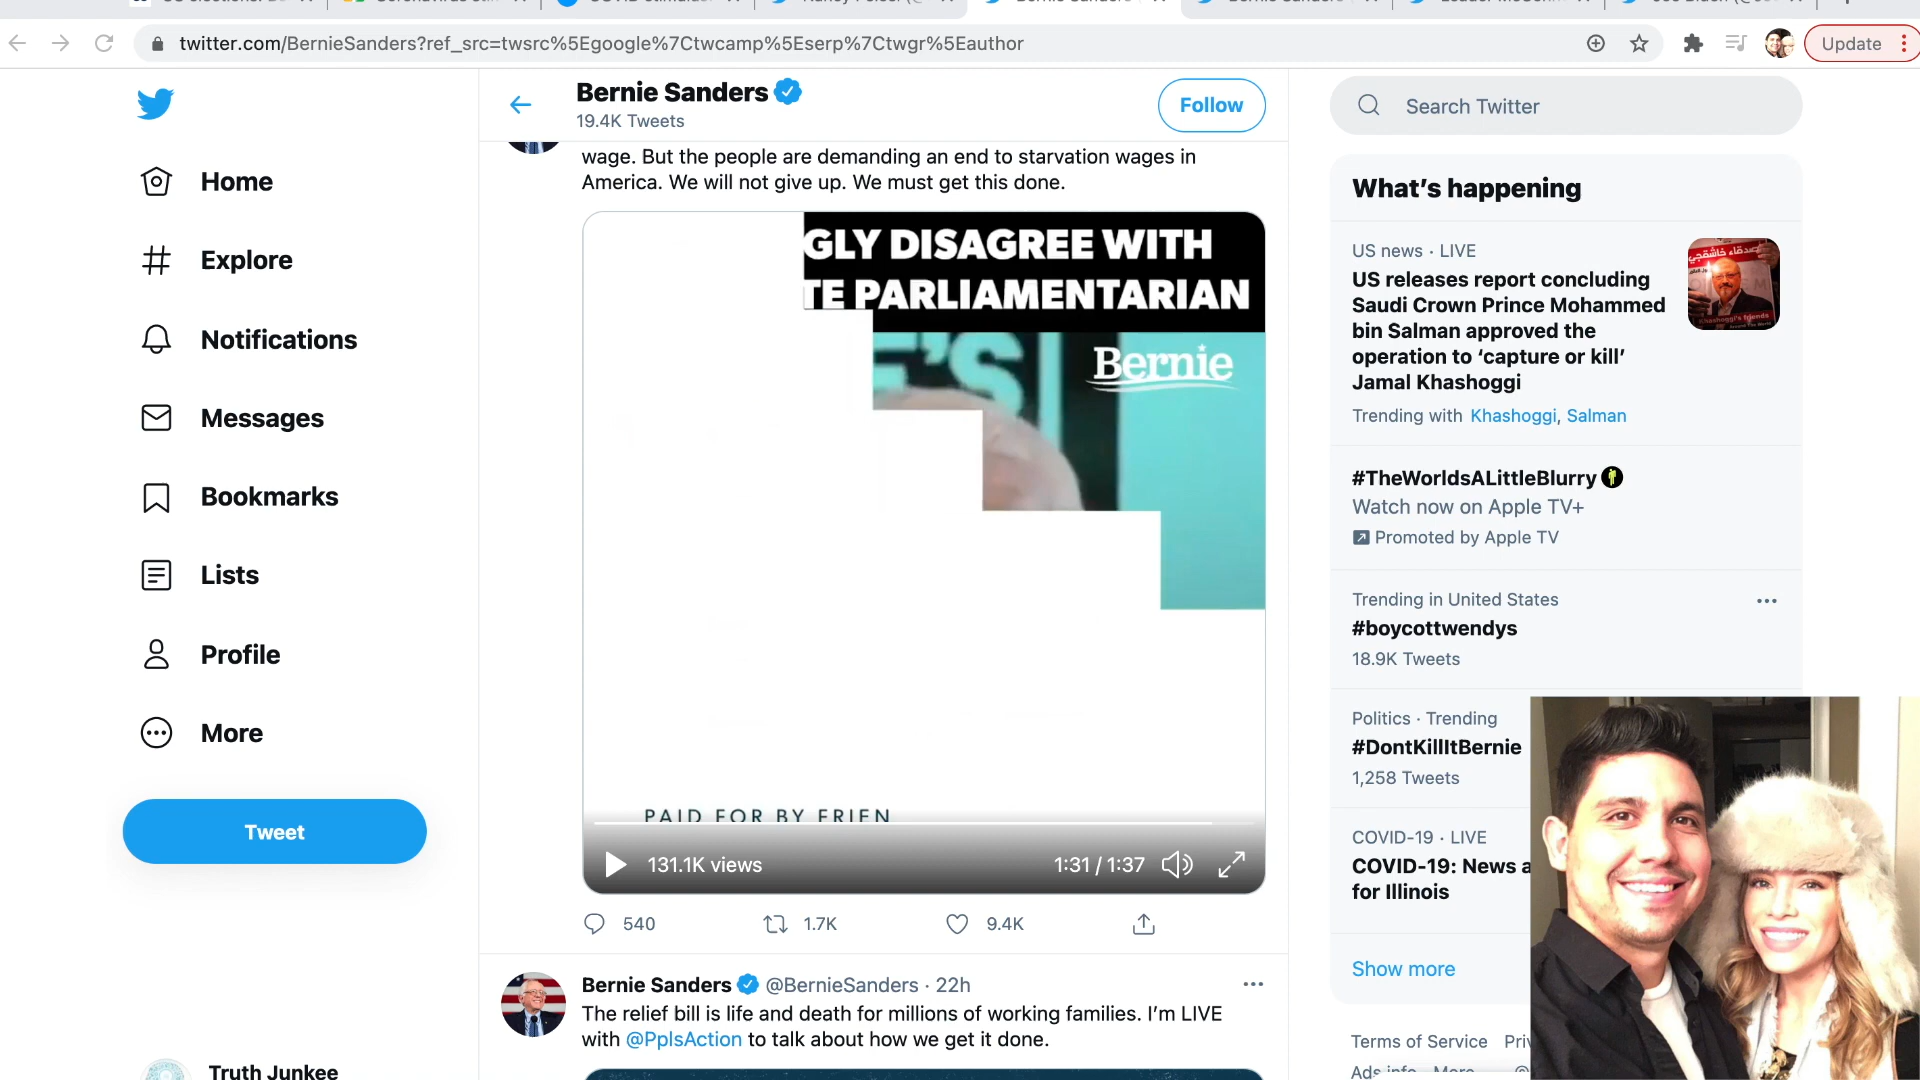 twitter.com/BernieSanders?ref_src=twsrc%5Egoogle%7Ctwcamp%5Eserp%7Ctwgr%5Eauthor
Update
Home
Explore
Notifications
Messages
Bookmarks
Lists
Profile
More
Tweet
Truth Junkee
Bernie Sanders
19.4K Tweets
Follow
wage. But the people are demanding an end to starvation wages in
America. We will not give up. We must get this done.
GLY DISAGREE WITH
TE PARLIAMENTARIAN
E'S
Bernie
PAID FOR BY FRIEN
131.1K views
1:31 / 1:37
540
1.7K
9.4K
Bernie Sanders @BernieSanders · 22h
The relief bill is life and death for millions of working families. I'm LIVE
with @PplsAction to talk about how we get it done.
Search Twitter
What's happening
US news · LIVE
US releases report concluding
Saudi Crown Prince Mohammed
bin Salman approved the
operation to 'capture or kill'
Jamal Khashoggi
Trending with Khashoggi, Salman
#TheWorldsALittleBlurry
Watch now on Apple TV+
Promoted by Apple TV
Trending in United States
#boycottwendys
18.9K Tweets
Politics · Trending
#DontKillItBernie
1,258 Tweets
COVID-19 · LIVE
COVID-19: News a
for Illinois
Show more
Terms of Service Priv
Ads info More